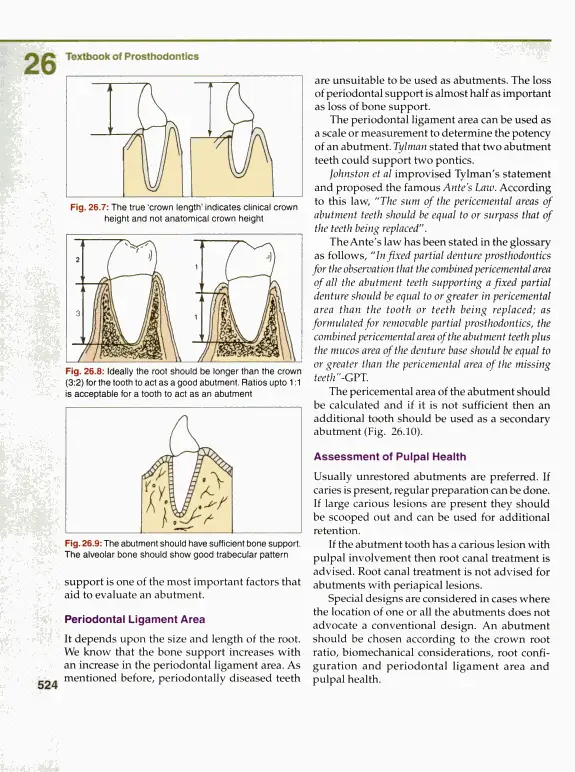 26
Textbook of Prosthodontics
Fig. 26.7: The true 'crown length' indicates clinical crown
height and not anatomical crown height
2
3
1
1
Fig. 26.8: Ideally the root should be longer than the crown
(3:2) for the tooth to act as a good abutment. Ratios upto 1:1
is acceptable for a tooth to act as an abutment
Fig. 26.9: The abutment should have sufficient bone support.
The alveolar bone should show good trabecular pattern
support is one of the most important factors that
aid to evaluate an abutment.
Periodontal Ligament Area
It depends upon the size and length of the root.
We know that the bone support increases with
an increase in the periodontal ligament area. As
mentioned before, periodontally diseased teeth
524
are unsuitable to be used as abutments. The loss
of periodontal support is almost half as important
as loss of bone support.
The periodontal ligament area can be used as
a scale or measurement to determine the potency
of an abutment. Tylman stated that two abutment
teeth could support two pontics.
Johnston et al improvised Tylman's statement
and proposed the famous Ante's Law. According
to this law, "The sum of the pericemental areas of
abutment teeth should be equal to or surpass that of
the teeth being replaced".
The Ante's law has been stated in the glossary
as follows, "In fixed partial denture prosthodontics
for the observation that the combined pericemental area
of all the abutment teeth supporting a fixed partial
denture should be equal to or greater in pericemental
area than the tooth or teeth being replaced; as
formulated for removable partial prosthodontics, the
combined pericemental area of the abutment teeth plus
the mucos area of the denture base should be equal to
or greater than the pericemental area of the missing
teeth"-GPT.
The pericemental area of the abutment should
be calculated and if it is not sufficient then an
additional tooth should be used as a secondary
abutment (Fig. 26.10).
Assessment of Pulpal Health
Usually unrestored abutments are preferred. If
caries is present, regular preparation can be done.
If large carious lesions are present they should
be scooped out and can be used for additional
retention.
If the abutment tooth has a carious lesion with
pulpal involvement then root canal treatment is
advised. Root canal treatment is not advised for
abutments with periapical lesions.
Special designs are considered in cases where
the location of one or all the abutments does not
advocate a conventional design. An abutment
should be chosen according to the crown root
ratio, biomechanical considerations, root confi-
guration and periodontal ligament area and
pulpal health.